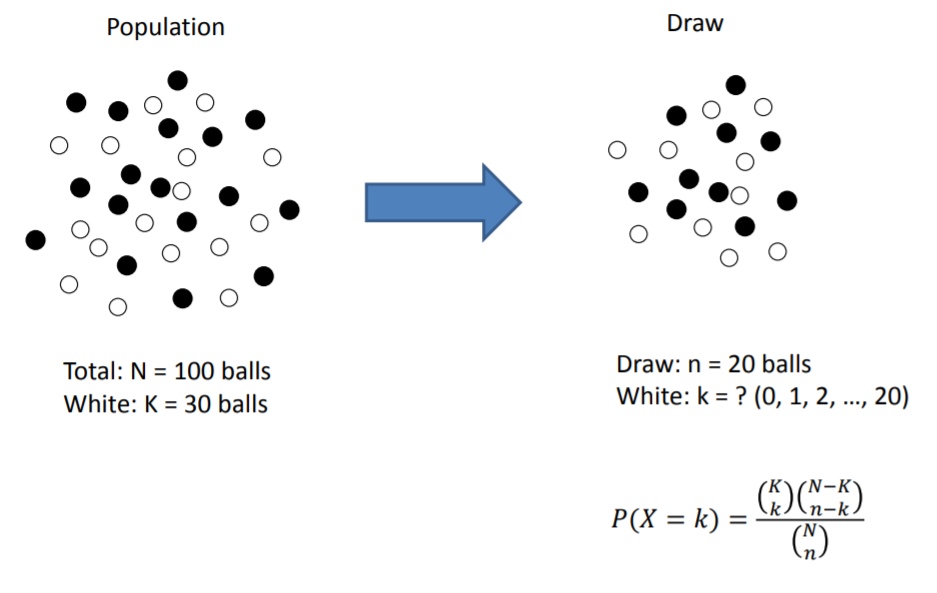 Population
Draw
Total: N = 100 balls
White: K = 30 balls
Draw: n = 20 balls
White: k = ? (0, 1, 2, ..., 20)
P(X = k) = \frac{\binom{K}{k}\binom{N-K}{n-k}}{\binom{N}{n}}